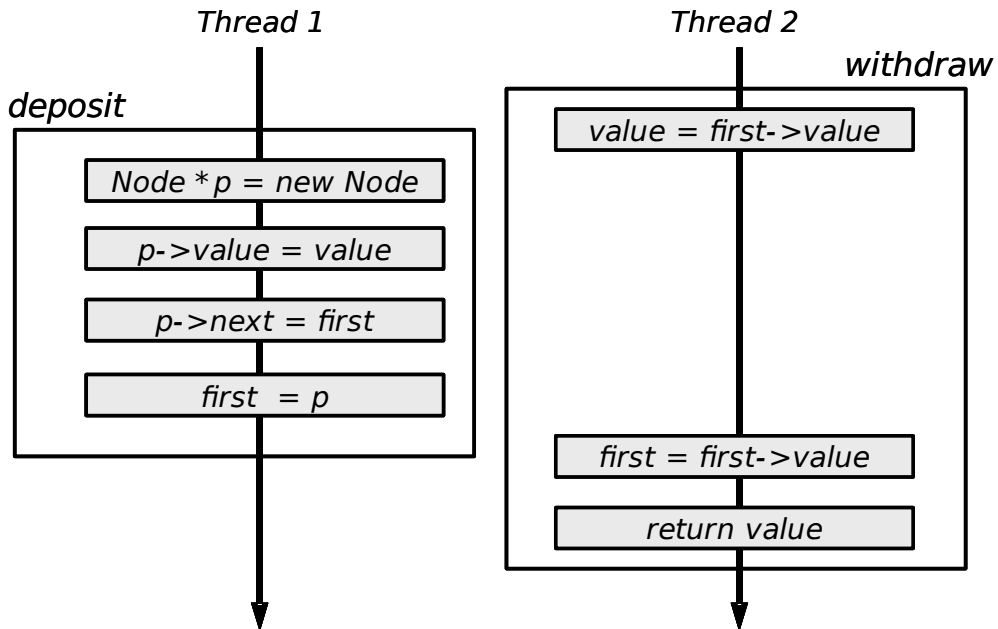 Thread 1
deposit
Node * p = new Node
p->value = value
p->next = first
first = p
Thread 2
withdraw
value = first->value
first = first->value
return value